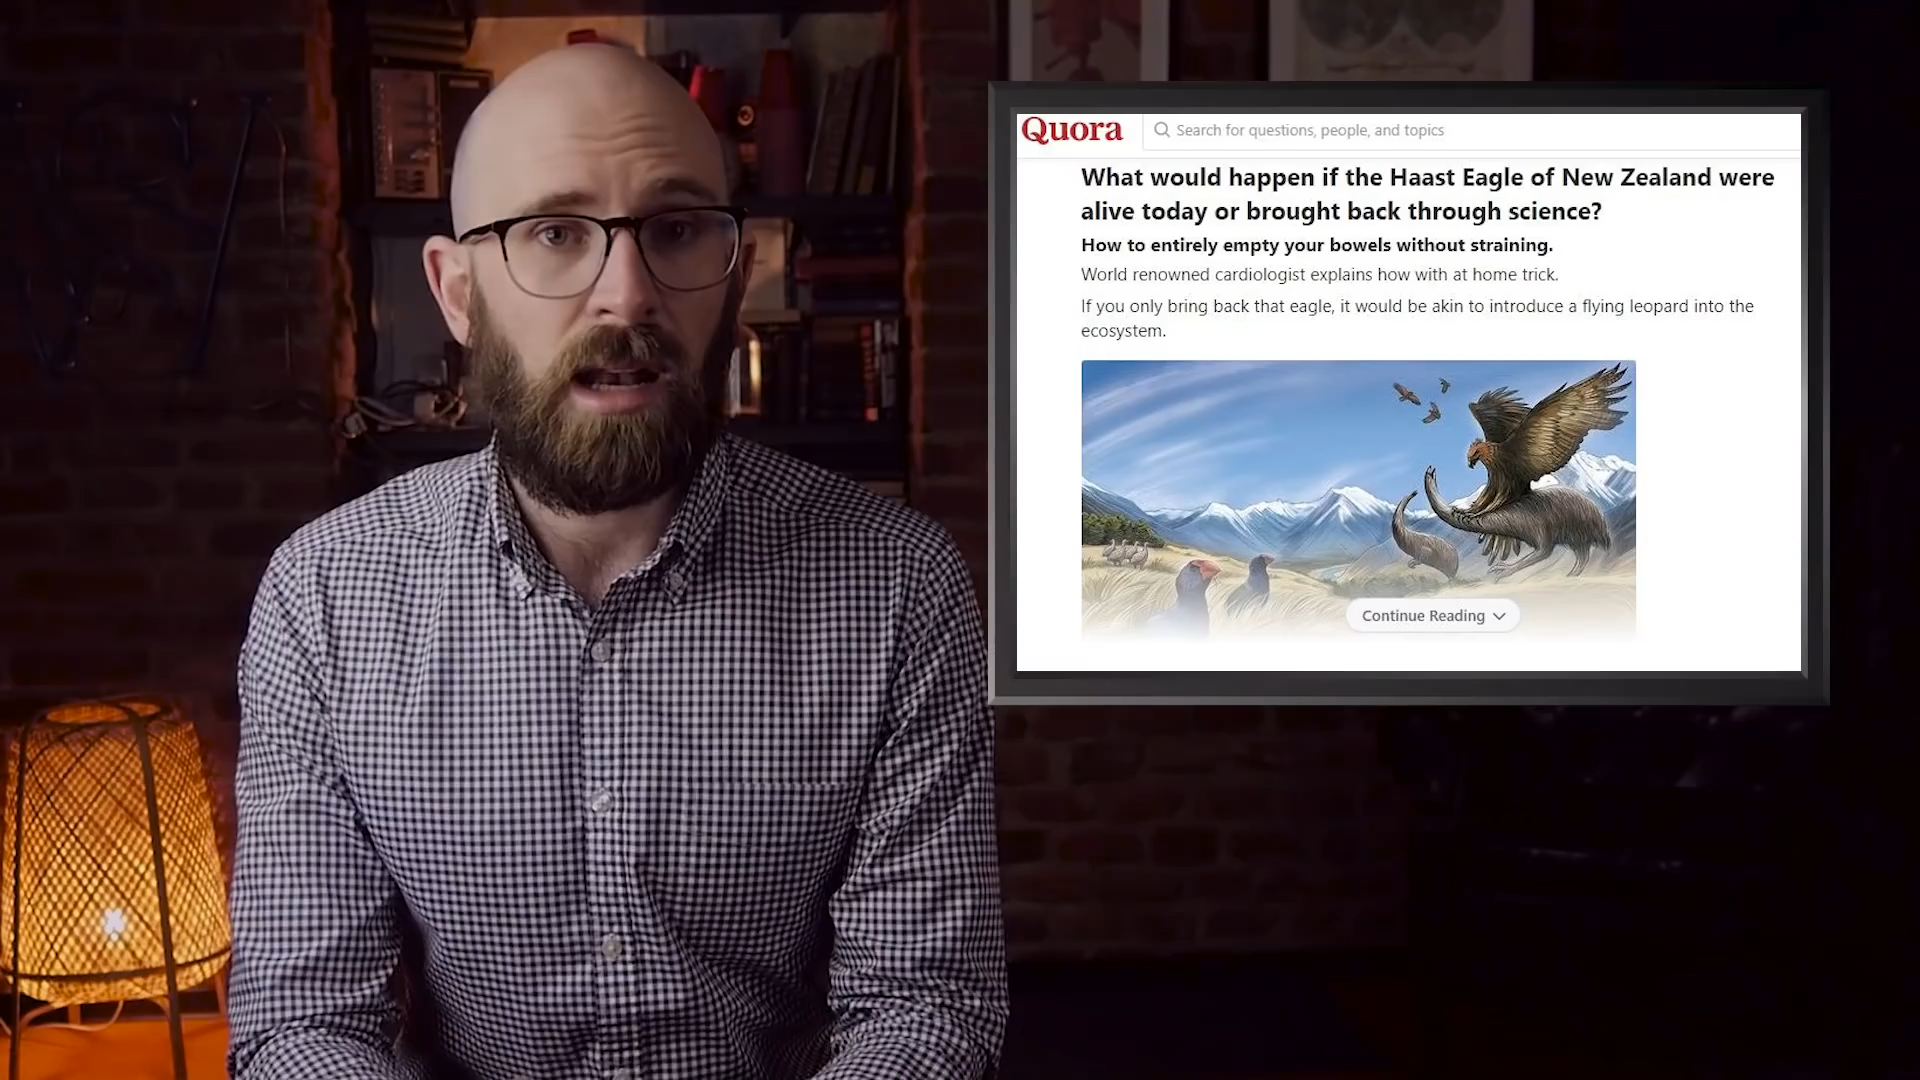 Quora
Search for questions, people, and topics
What would happen if the Haast Eagle of New Zealand were
alive today or brought back through science?
How to entirely empty your bowels without straining.
World renowned cardiologist explains how with at home trick.
If you only bring back that eagle, it would be akin to introduce a flying leopard into the
ecosystem.
Continue Reading